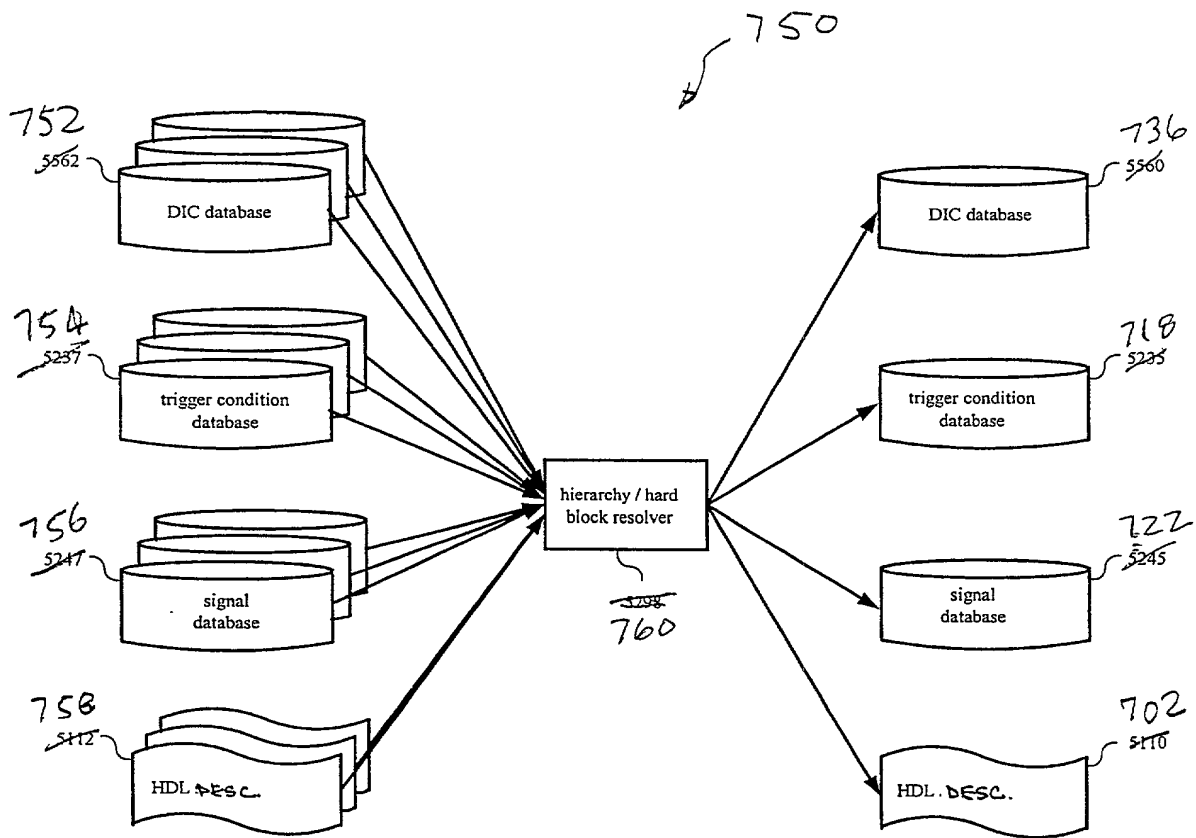 750
752
5562
DIC database
736
5560
DIC database
754
5237
trigger condition
database
718
5235
trigger condition
database
hierarchy / hard
block resolver
756
5247
signal
database
722
5245
signal
database
760
758
5112
HDL DESC.
702
5110
HDL. DESC.